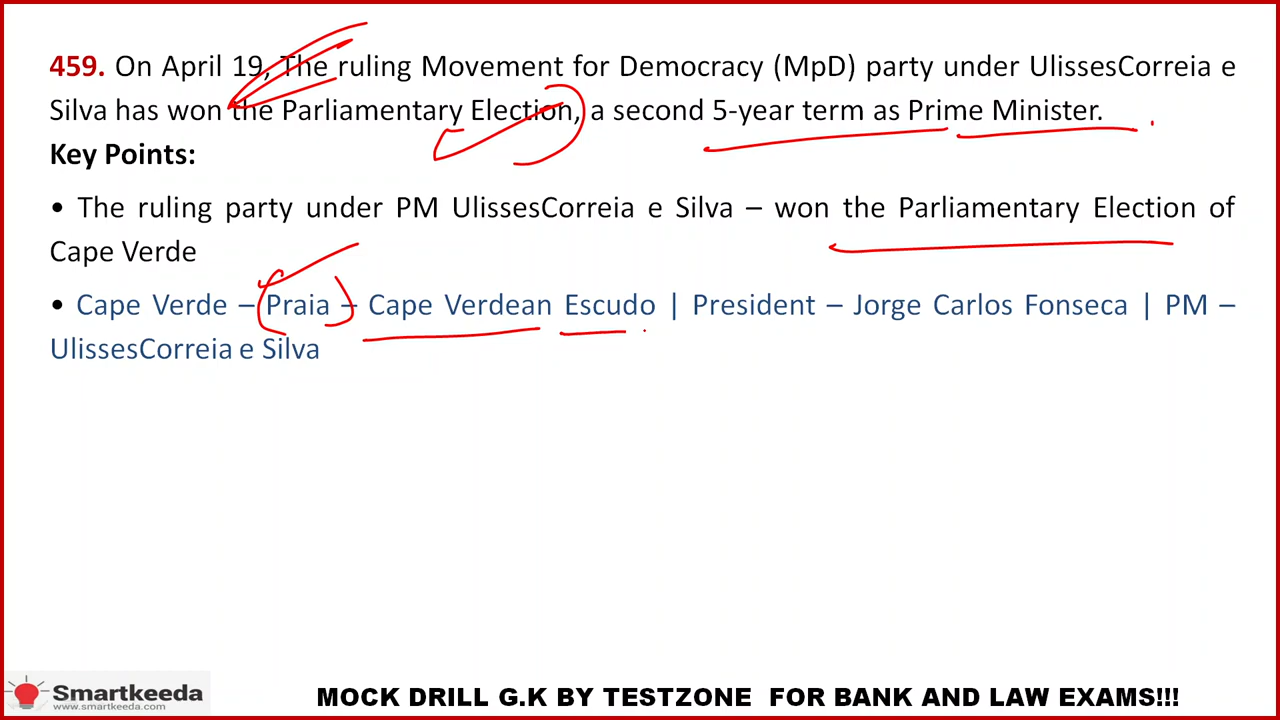 459. On April 19, The ruling Movement for Democracy (MpD) party under UlissesCorreia e
Silva has won the Parliamentary Election, a second 5-year term as Prime Minister.
Key Points:
• The ruling party under PM UlissesCorreia e Silva – won the Parliamentary Election of
Cape Verde
• Cape Verde – Praia – Cape Verdean Escudo | President – Jorge Carlos Fonseca | PM –
UlissesCorreia e Silva
Smartkeeda
www.smartkeeda.com
MOCK DRILL G.K BY TESTZONE FOR BANK AND LAW EXAMS!!!